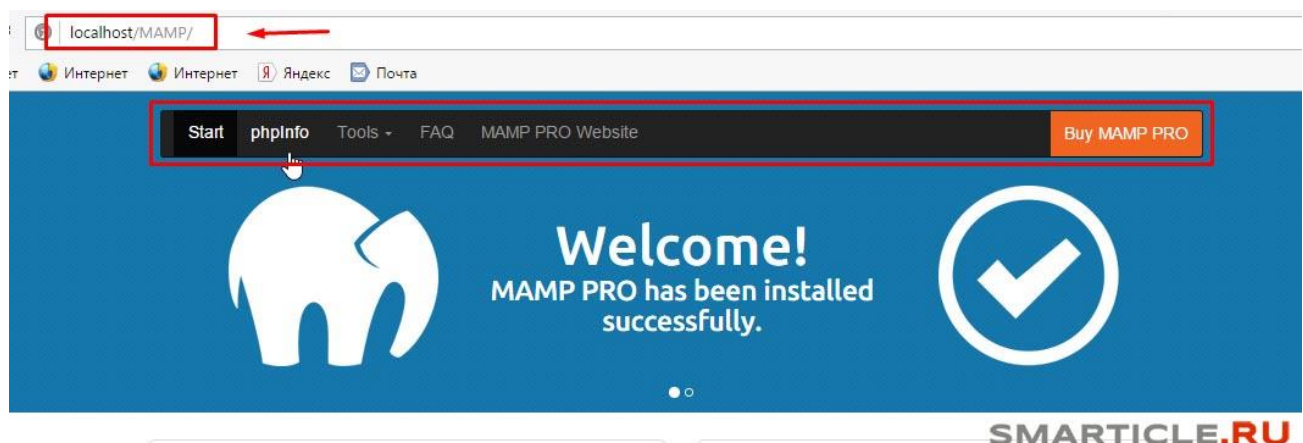 localhost/MAMP/
ет Интернет Интернет Я Яндекс Почта
Start phpInfo Tools FAQ MAMP PRO Website Buy MAMP PRO
Welcome!
MAMP PRO has been installed
successfully.
SMARTICLE.RU